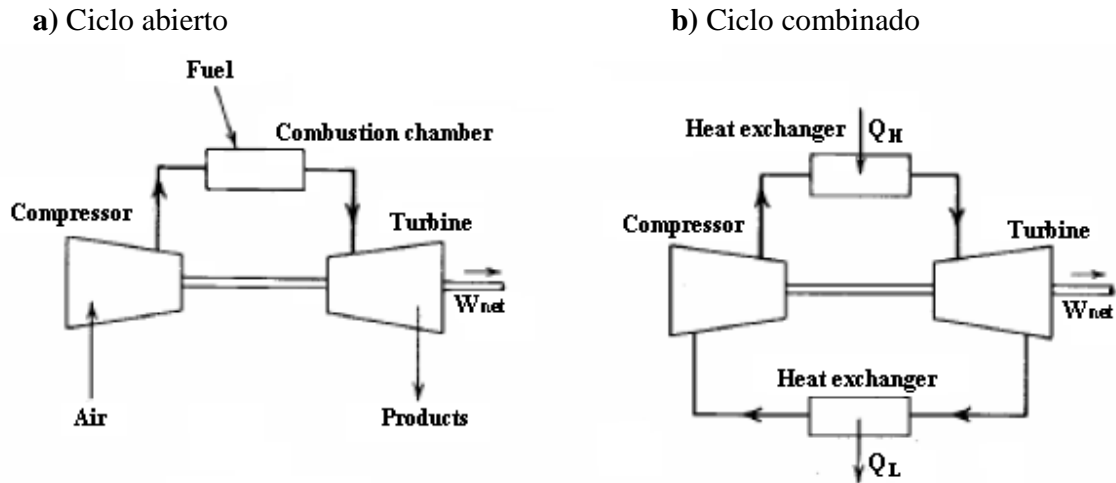 a) Ciclo abierto
Fuel
Combustion chamber
Compressor
Turbine
Wnet
Air
Products
b) Ciclo combinado
Heat exchanger
QH
Compressor
Turbine
Wnet
Heat exchanger
QL